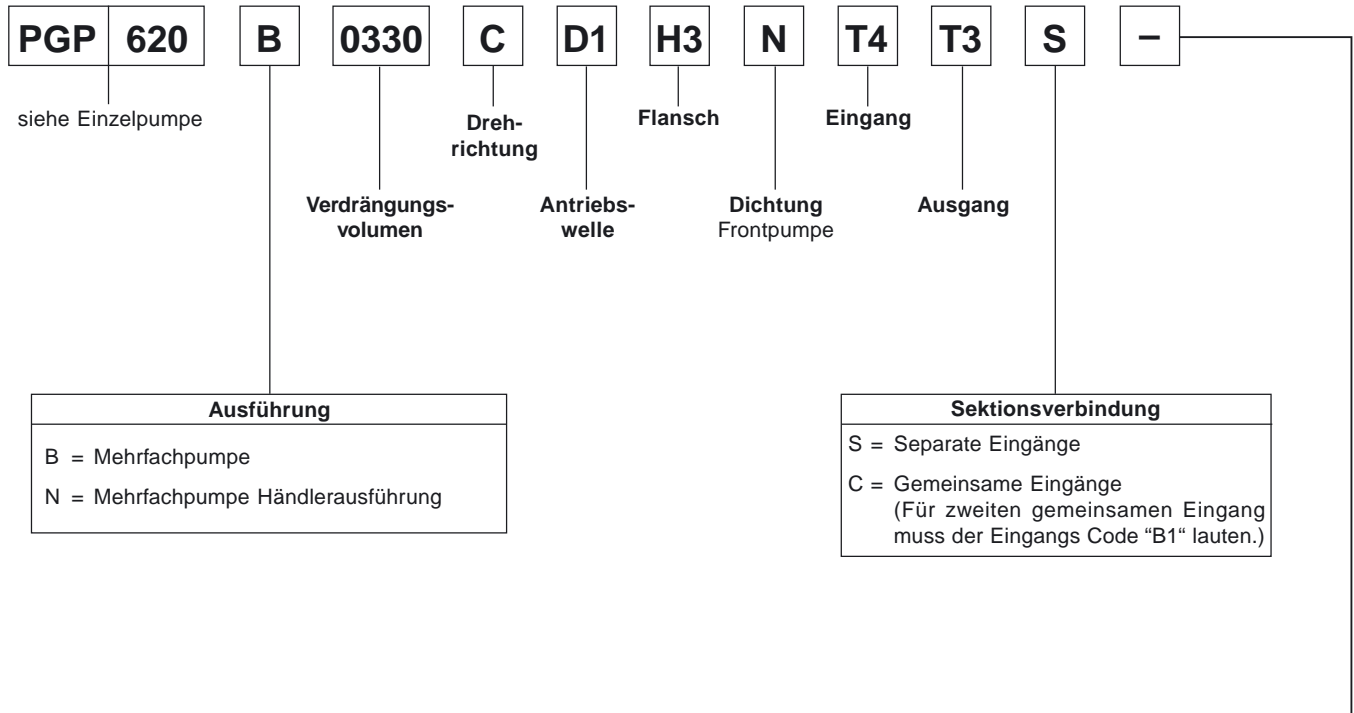 PGP 620 B 0330 C D1 H3 N T4 T3 S –
siehe Einzelpumpe
Dreh-
richtung
Flansch
Eingang
Verdrängungs-
volumen
Antriebs-
welle
Dichtung
Frontpumpe
Ausgang
Ausführung
B = Mehrfachpumpe
N = Mehrfachpumpe Händlerausführung
Sektionsverbindung
S = Separate Eingänge
C = Gemeinsame Eingänge
(Für zweiten gemeinsamen Eingang
muss der Eingangs Code “B1“ lauten.)